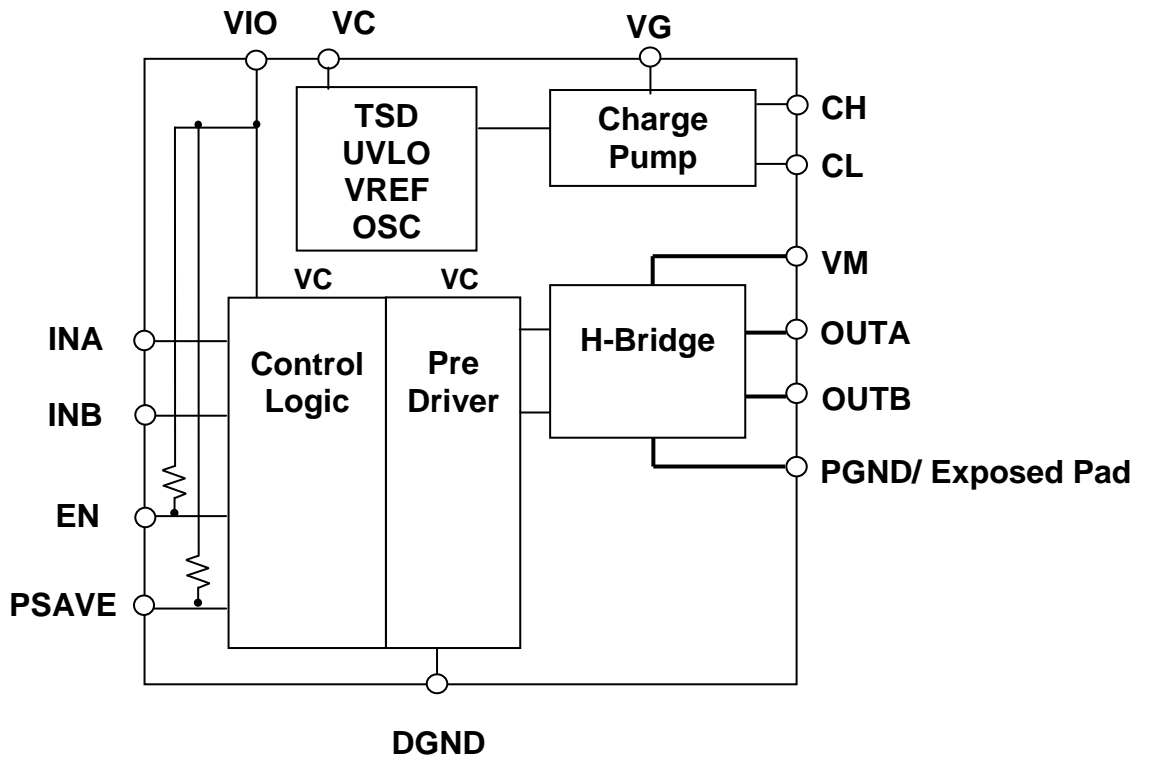 VIO
VC
VG
TSD
UVLO
VREF
OSC
Charge
Pump
CH
CL
VM
VC
VC
INA
INB
EN
PSAVE
Control
Logic
Pre
Driver
H-Bridge
OUTA
OUTB
PGND/ Exposed Pad
DGND